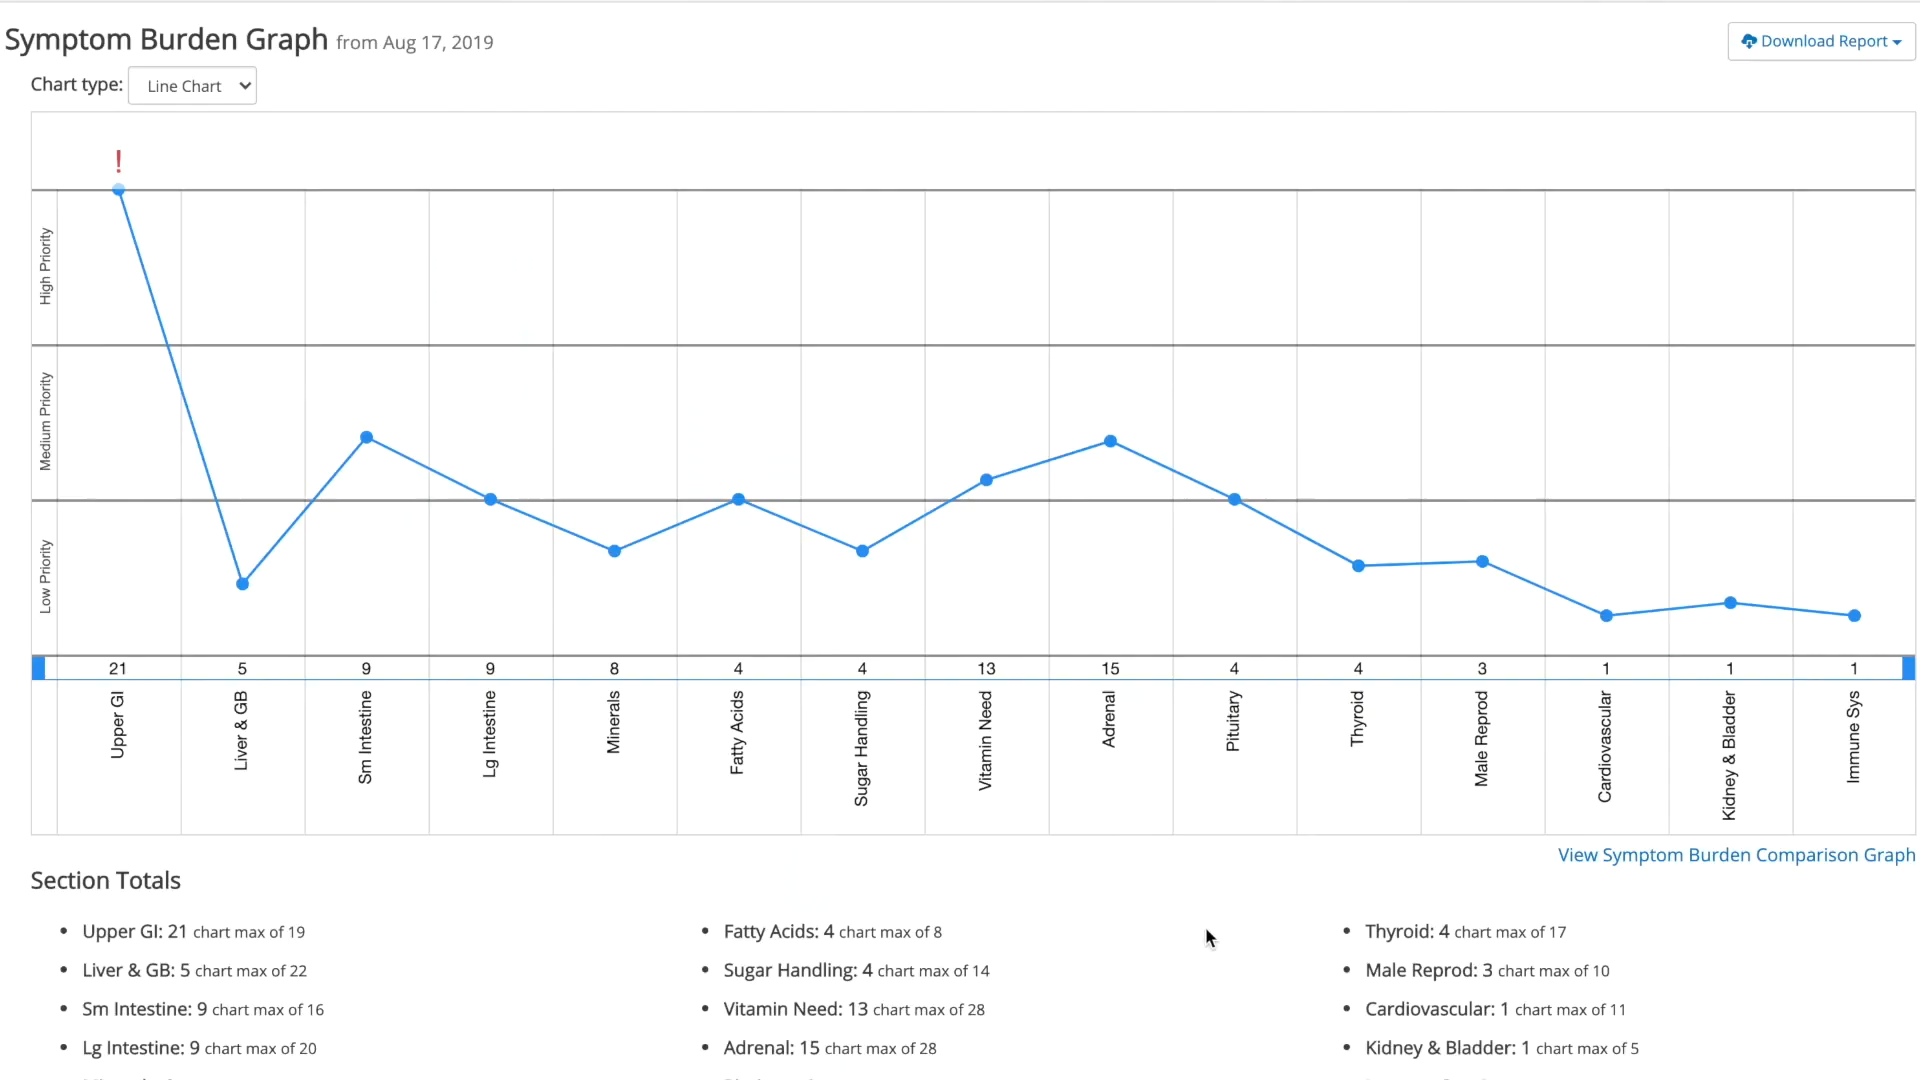 Symptom Burden Graph from Aug 17, 2019
Download Report
Chart type: Line Chart
!
High Priority
Medium Priority
Low Priority
21 5 9 9 8 4 4 13 15 4 4 3 1 1 1
Upper GI
Liver & GB
Sm Intestine
Lg Intestine
Minerals
Fatty Acids
Sugar Handling
Vitamin Need
Adrenal
Pituitary
Thyroid
Male Reprod
Cardiovascular
Kidney & Bladder
Immune Sys
View Symptom Burden Comparison Graph
Section Totals
Upper GI: 21 chart max of 19
Liver & GB: 5 chart max of 22
Sm Intestine: 9 chart max of 16
Lg Intestine: 9 chart max of 20
Fatty Acids: 4 chart max of 8
Sugar Handling: 4 chart max of 14
Vitamin Need: 13 chart max of 28
Adrenal: 15 chart max of 28
Thyroid: 4 chart max of 17
Male Reprod: 3 chart max of 10
Cardiovascular: 1 chart max of 11
Kidney & Bladder: 1 chart max of 5